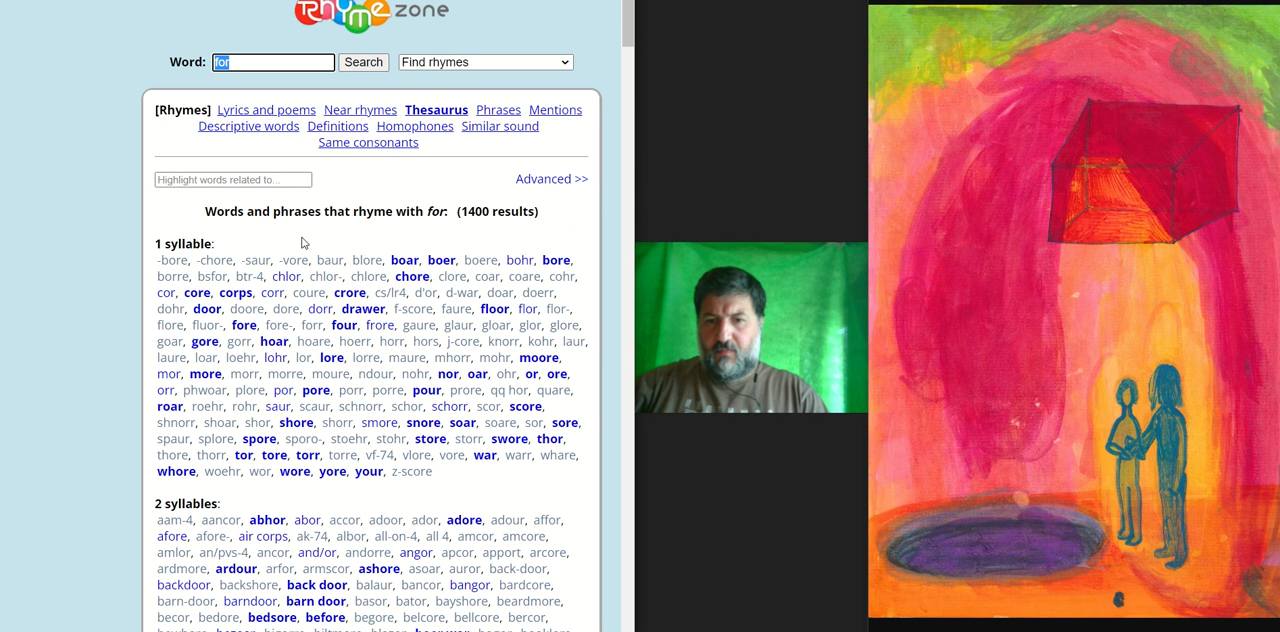 RhyMe zone
Word: for Search Find rhymes
[Rhymes] Lyrics and poems Near rhymes Thesaurus Phrases Mentions
Descriptive words Definitions Homophones Similar sound
Same consonants
Highlight words related to...
Advanced >>
Words and phrases that rhyme with for: (1400 results)
1 syllable:
-bore, -chore, -saur, -vore, baur, blore, boar, boer, boere, bohr, bore,
borre, bsfor, btr-4, chlor, chlor-, chlore, chore, clore, coar, coare, cohr,
cor, core, corps, corr, coure, crore, cs/lr4, d'or, d-war, doar, doerr,
dohr, door, doore, dore, dorr, drawer, f-score, faure, floor, flor, flor-,
flore, fluor-, fore, fore-, forr, four, frore, gaure, glaur, gloar, glor, glore,
goar, gore, gorr, hoar, hoare, hoerr, horr, hors, j-core, knorr, kohr, laur,
laure, loar, loehr, lohr, lor, lore, lorre, maure, mhorr, mohr, moore,
mor, more, morr, morre, moure, ndour, nohr, nor, oar, ohr, or, ore,
orr, phwoar, plore, por, pore, porr, porre, pour, prore, qq hor, quare,
roar, roehr, rohr, saur, scaur, schnorr, schor, schorr, scor, score,
shnorr, shoar, shor, shore, shorr, smore, snore, soar, soare, sor, sore,
spaur, splore, spore, sporo-, stoehr, stohr, store, storr, swore, thor,
thore, thorr, tor, tore, torr, torre, vf-74, vlore, vore, war, warr, whare,
whore, woehr, wor, wore, yore, your, z-score
2 syllables:
aam-4, aancor, abhor, abor, accor, adoor, ador, adore, adour, affor,
afore, afore-, air corps, ak-74, albor, all-on-4, all 4, amcor, amcore,
amlor, an/pvs-4, ancor, and/or, andorre, angor, apcor, apport, arcore,
ardmore, ardour, arfor, armscor, ashore, asoar, auror, back-door,
backdoor, backshore, back door, balaur, bancor, bangor, bardcore,
barn-door, barndoor, barn door, basor, bator, bayshore, beardmore,
becor, bedore, bedsore, before, begore, belcore, bellcore, bercor,